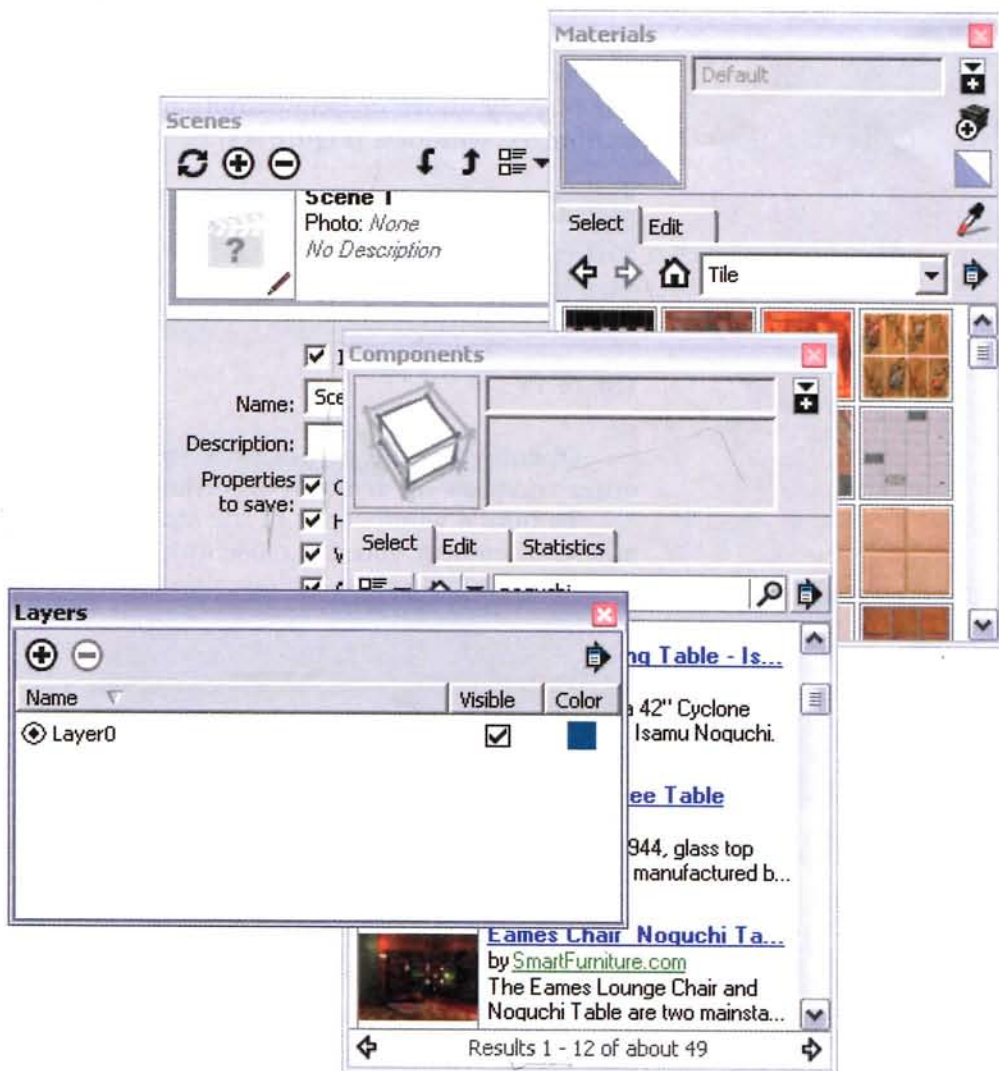 Materials
Default
Select Edit
Tile
Scenes
Scene 1
Photo: None
No Description
Name:
Description:
Properties
to save:
Components
Select Edit Statistics
Table - Is...
42" Cyclone
Isamu Noguchi.
Table
944, glass top
manufactured b...
Eames Chair Noguchi Ta...
by SmartFurniture.com
The Eames Lounge Chair and
Noguchi Table are two mainsta...
Results 1 - 12 of about 49
Layers
Name Visible Color
Layer0